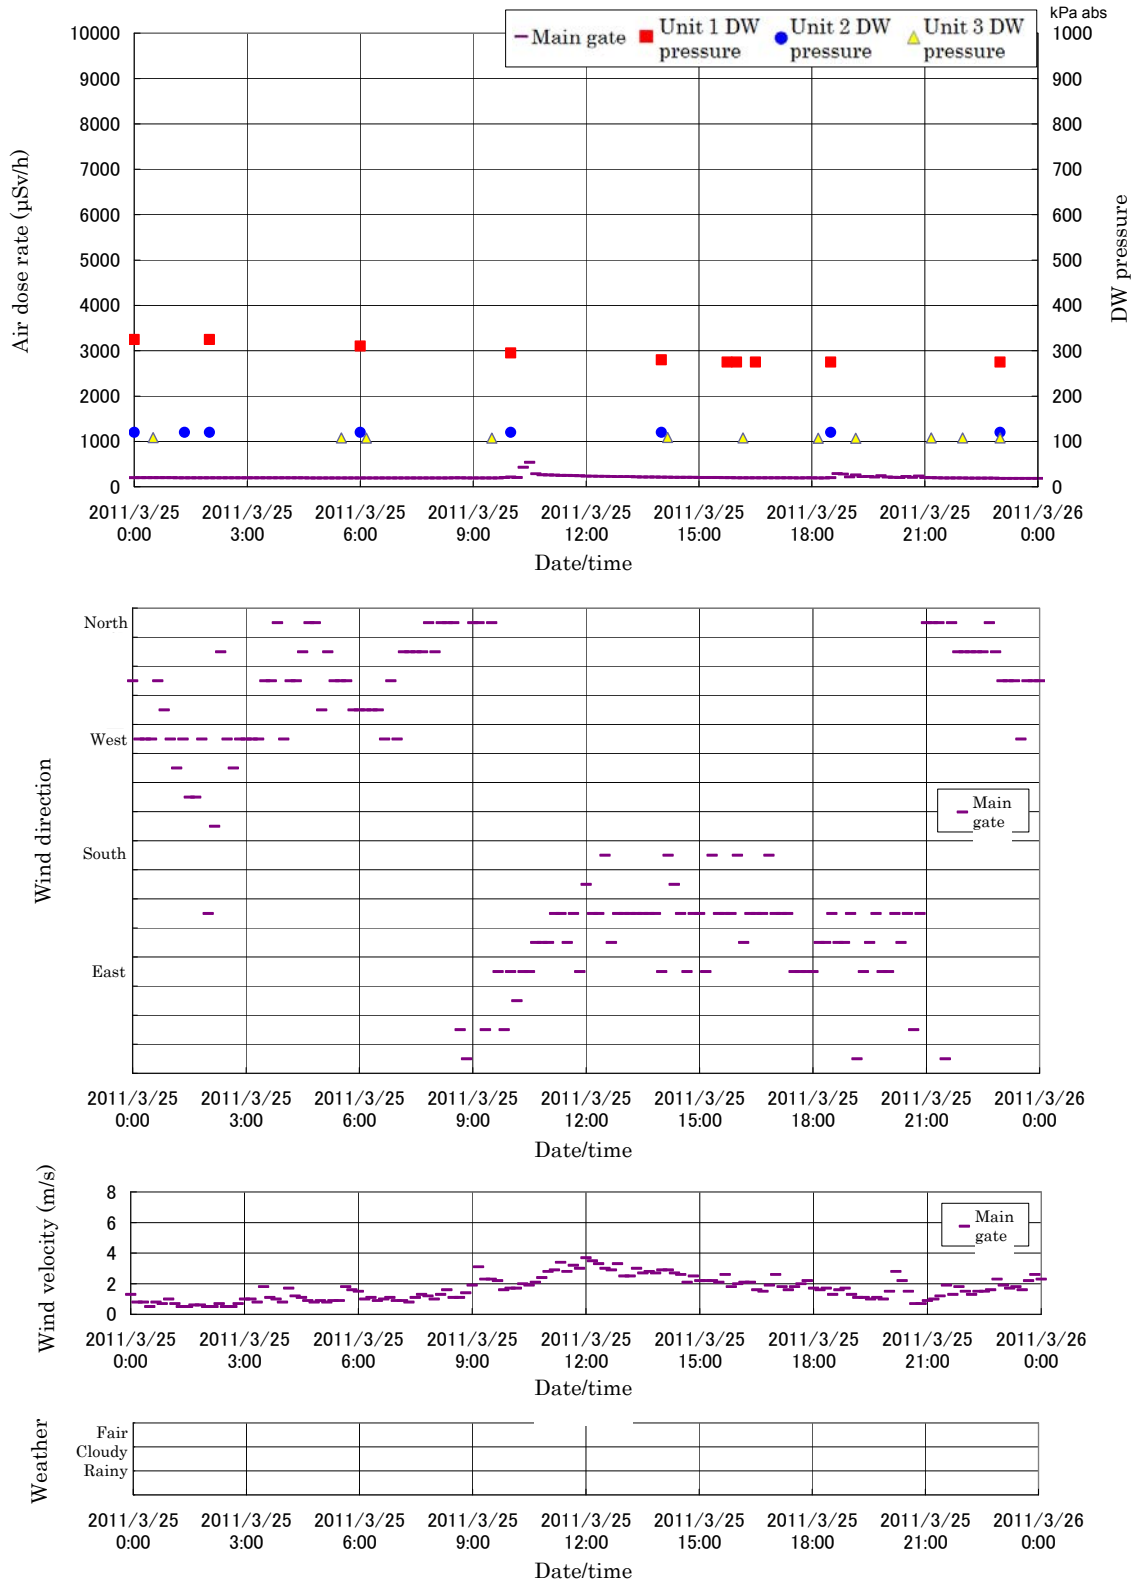 kPa abs
Main gate Unit 1 DW Unit 2 DW Unit 3 DW
pressure pressure pressure
10000 1000
9000 900
8000 800
7000 700
6000 600
5000 500
4000 400
3000 300
2000 200
1000 100
0 0
Air dose rate (µSv/h)
DW pressure
2011/3/25 2011/3/25 2011/3/25 2011/3/25 2011/3/25 2011/3/25 2011/3/25 2011/3/25 2011/3/26
0:00 3:00 6:00 9:00 12:00 15:00 18:00 21:00 0:00
Date/time
North
West
South
East
Wind direction
Main
gate
2011/3/25 2011/3/25 2011/3/25 2011/3/25 2011/3/25 2011/3/25 2011/3/25 2011/3/25 2011/3/26
0:00 3:00 6:00 9:00 12:00 15:00 18:00 21:00 0:00
Date/time
Wind velocity (m/s)
8
6
4
2
0
Main
gate
2011/3/25 2011/3/25 2011/3/25 2011/3/25 2011/3/25 2011/3/25 2011/3/25 2011/3/25 2011/3/26
0:00 3:00 6:00 9:00 12:00 15:00 18:00 21:00 0:00
Date/time
Weather
Fair
Cloudy
Rainy
2011/3/25 2011/3/25 2011/3/25 2011/3/25 2011/3/25 2011/3/25 2011/3/25 2011/3/25 2011/3/26
0:00 3:00 6:00 9:00 12:00 15:00 18:00 21:00 0:00
Date/time